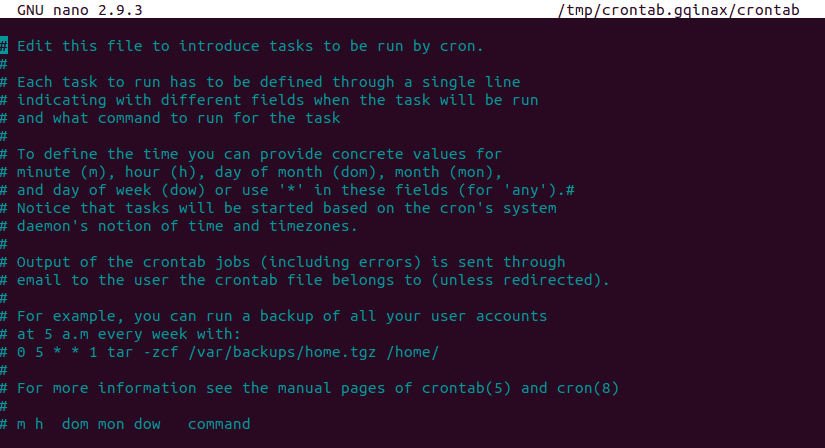 GNU nano 2.9.3 /tmp/crontab.gqinax/crontab
# Edit this file to introduce tasks to be run by cron.
#
# Each task to run has to be defined through a single line
# indicating with different fields when the task will be run
# and what command to run for the task
#
# To define the time you can provide concrete values for
# minute (m), hour (h), day of month (dom), month (mon),
# and day of week (dow) or use '*' in these fields (for 'any').#
# Notice that tasks will be started based on the cron's system
# daemon's notion of time and timezones.
#
# Output of the crontab jobs (including errors) is sent through
# email to the user the crontab file belongs to (unless redirected).
#
# For example, you can run a backup of all your user accounts
# at 5 a.m every week with:
# 0 5 * * 1 tar -zcf /var/backups/home.tgz /home/
#
# For more information see the manual pages of crontab(5) and cron(8)
#
# m h  dom mon dow   command